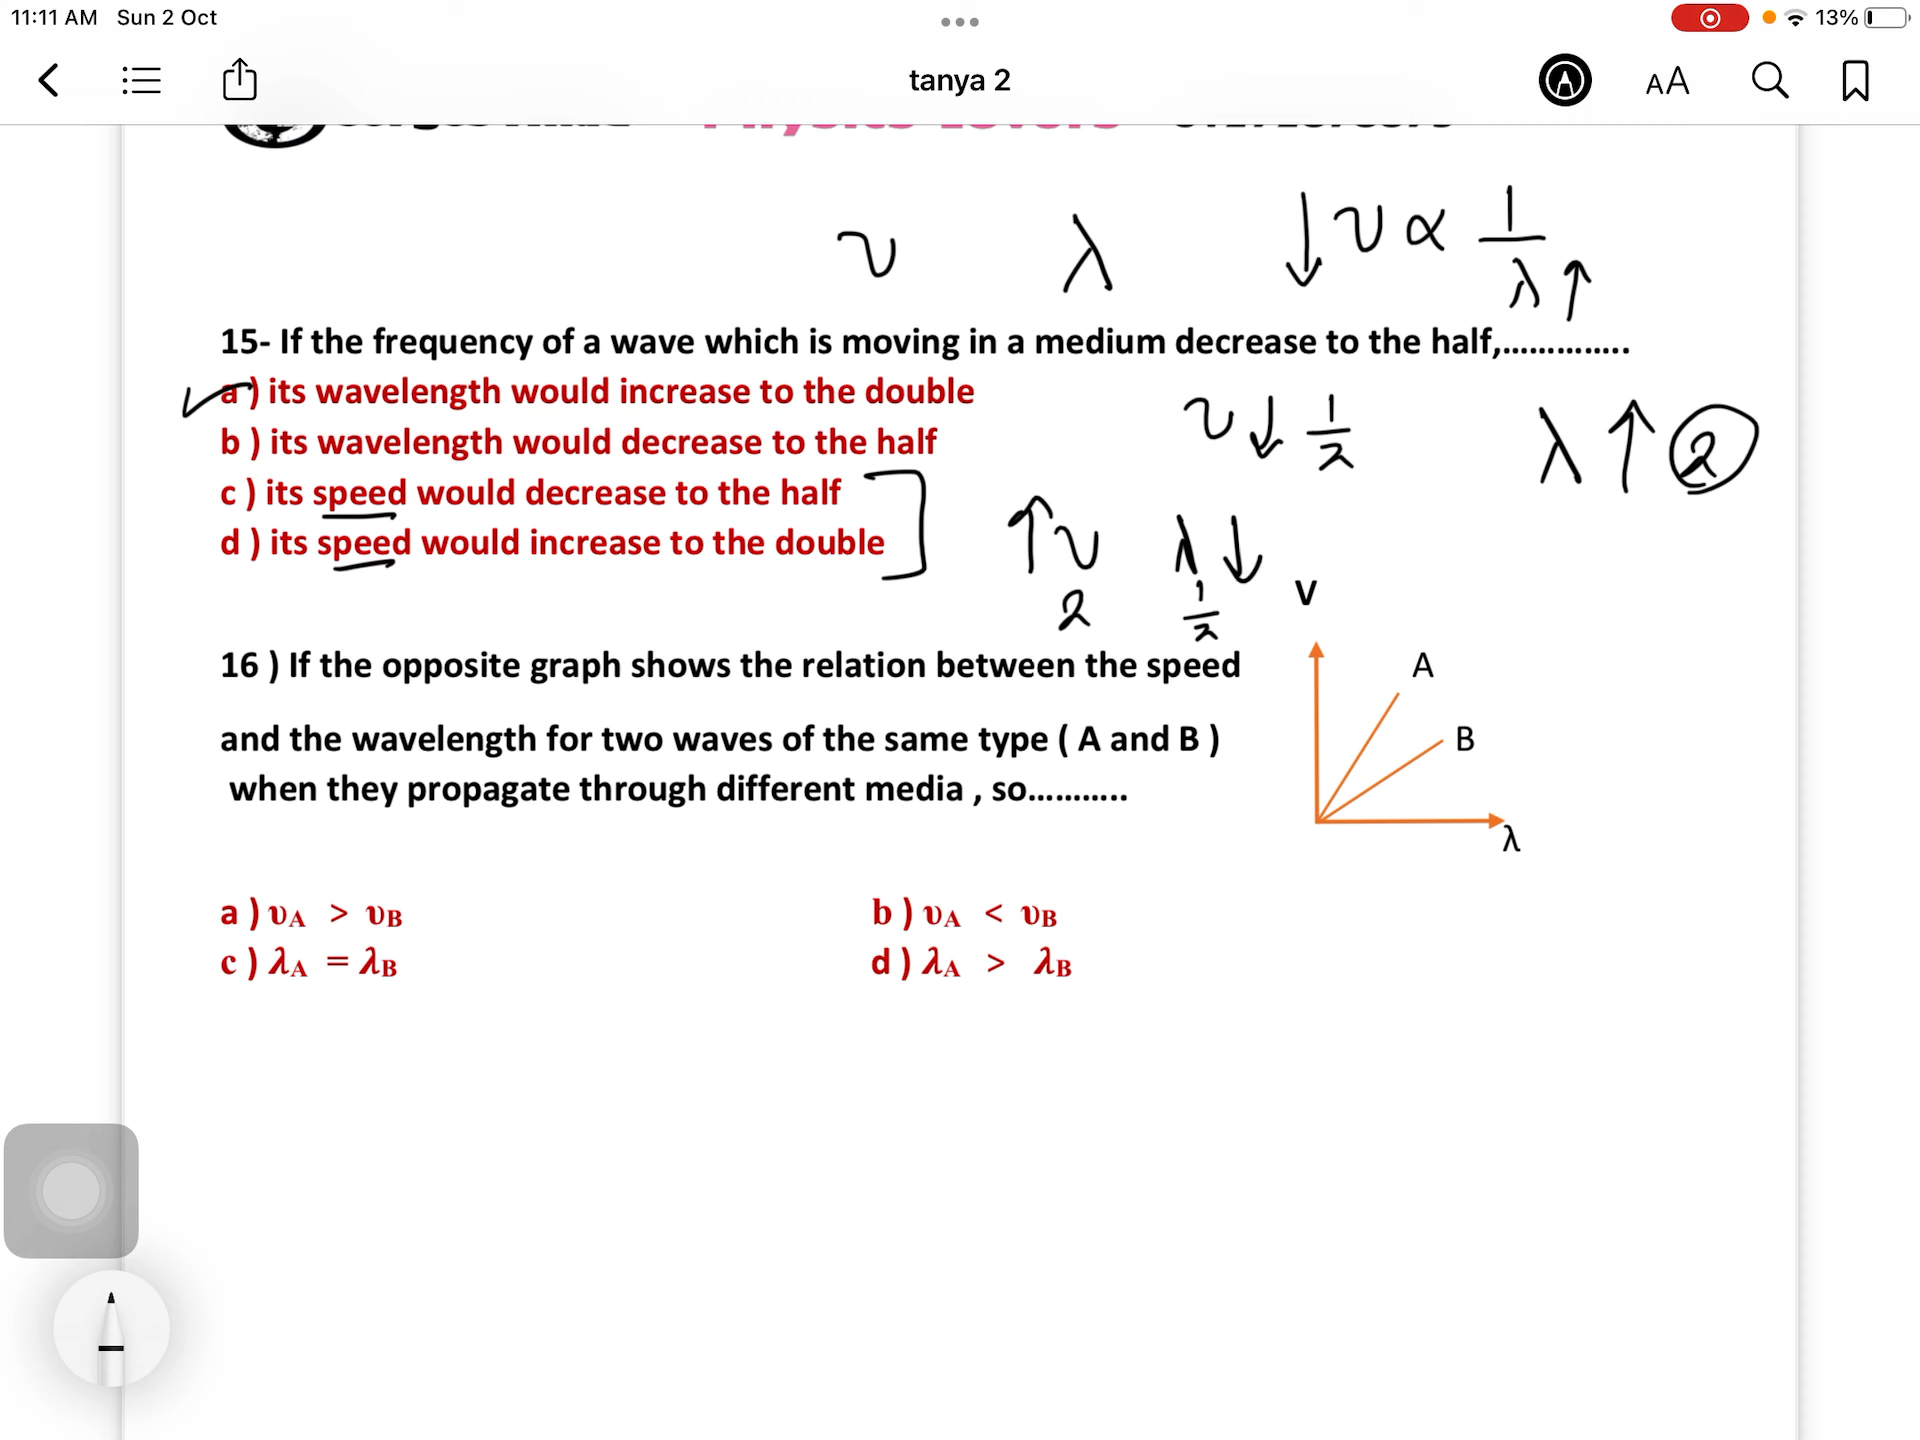 11:11 AM Sun 2 Oct
13%
tanya 2
AA
υ λ ↓ υ ∝ 1/λ ↑
15- If the frequency of a wave which is moving in a medium decrease to the half,..............
a ) its wavelength would increase to the double
υ ↓ 1/2 λ ↑ 2
b ) its wavelength would decrease to the half
c ) its speed would decrease to the half
d ) its speed would increase to the double
↑ υ λ ↓
2 1/2
V
16 ) If the opposite graph shows the relation between the speed
A
and the wavelength for two waves of the same type ( A and B )
B
when they propagate through different media , so...........
λ
a ) υA > υB b ) υA < υB
c ) λA = λB d ) λA > λB